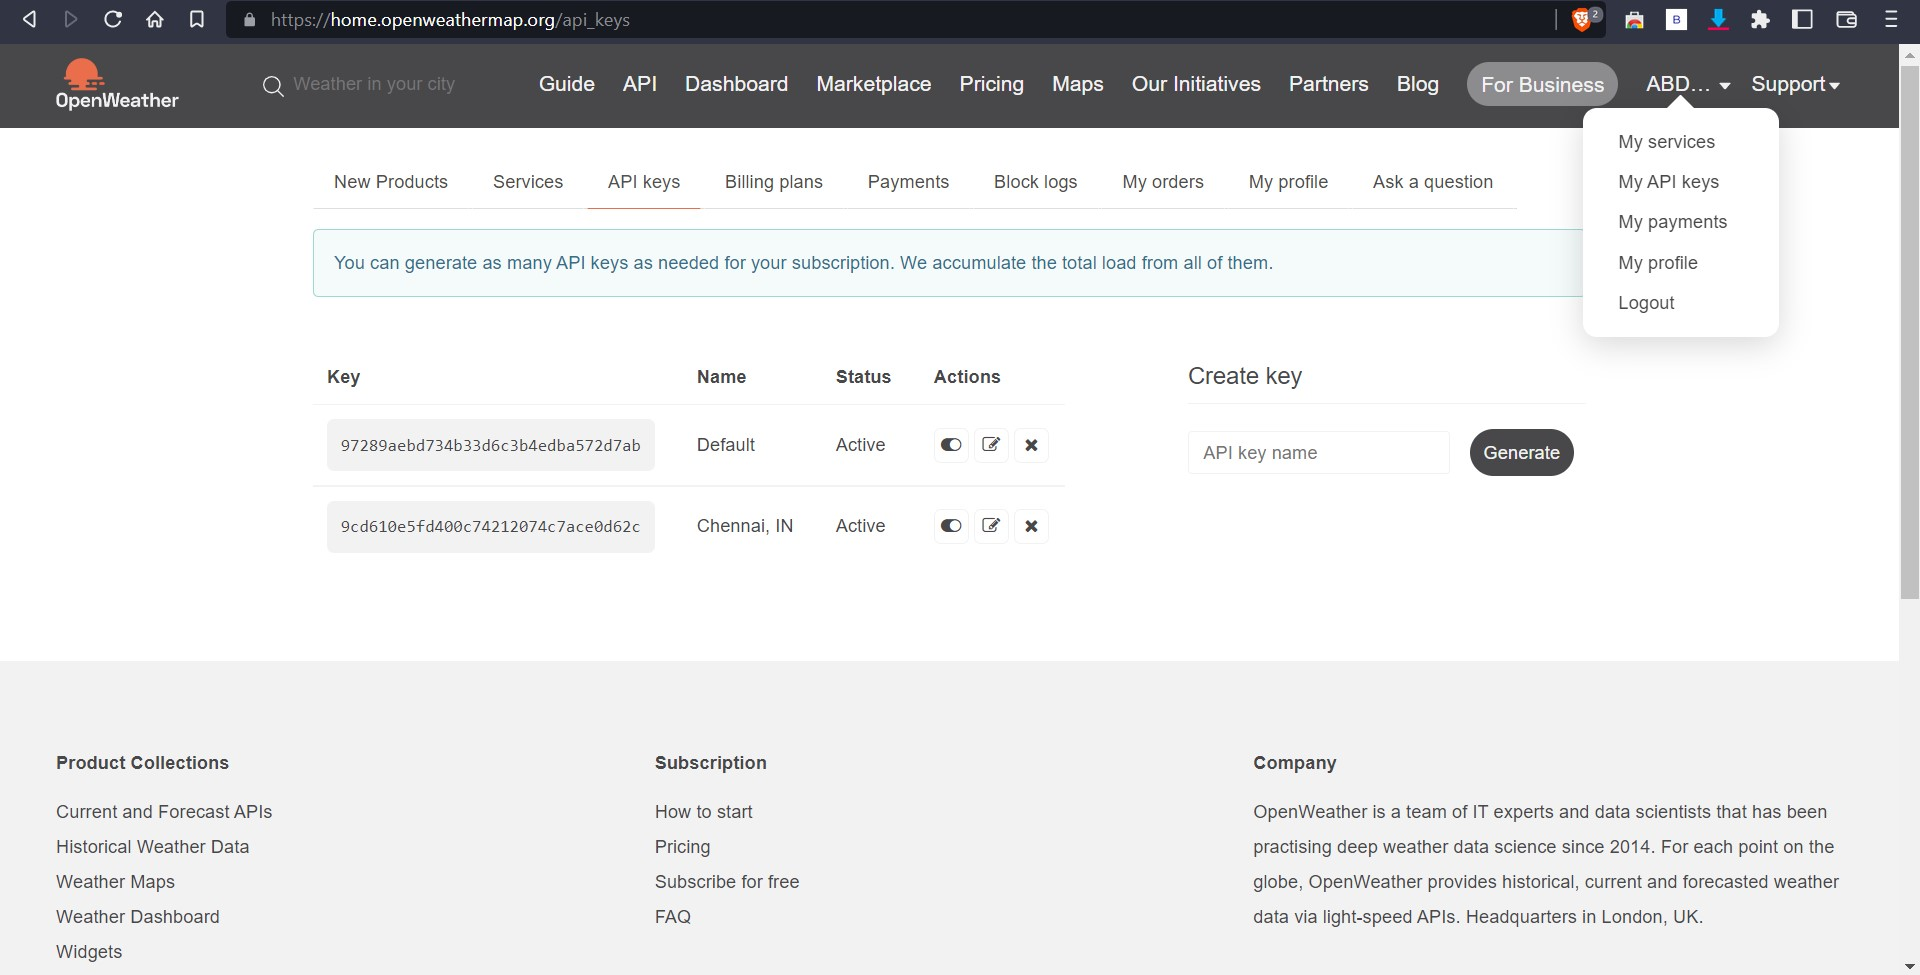 https://home.openweathermap.org/api_keys
2
B
OpenWeather
Weather in your city
Guide API Dashboard Marketplace Pricing Maps Our Initiatives Partners Blog For Business ABD... Support
My services
My API keys
My payments
My profile
Logout
New Products Services API keys Billing plans Payments Block logs My orders My profile Ask a question
You can generate as many API keys as needed for your subscription. We accumulate the total load from all of them.
Key Name Status Actions
97289aebd734b33d6c3b4edba572d7ab Default Active
9cd610e5fd400c74212074c7ace0d62c Chennai, IN Active
Create key
API key name Generate
Product Collections
Current and Forecast APIs
Historical Weather Data
Weather Maps
Weather Dashboard
Widgets
Subscription
How to start
Pricing
Subscribe for free
FAQ
Company
OpenWeather is a team of IT experts and data scientists that has been
practising deep weather data science since 2014. For each point on the
globe, OpenWeather provides historical, current and forecasted weather
data via light-speed APIs. Headquarters in London, UK.